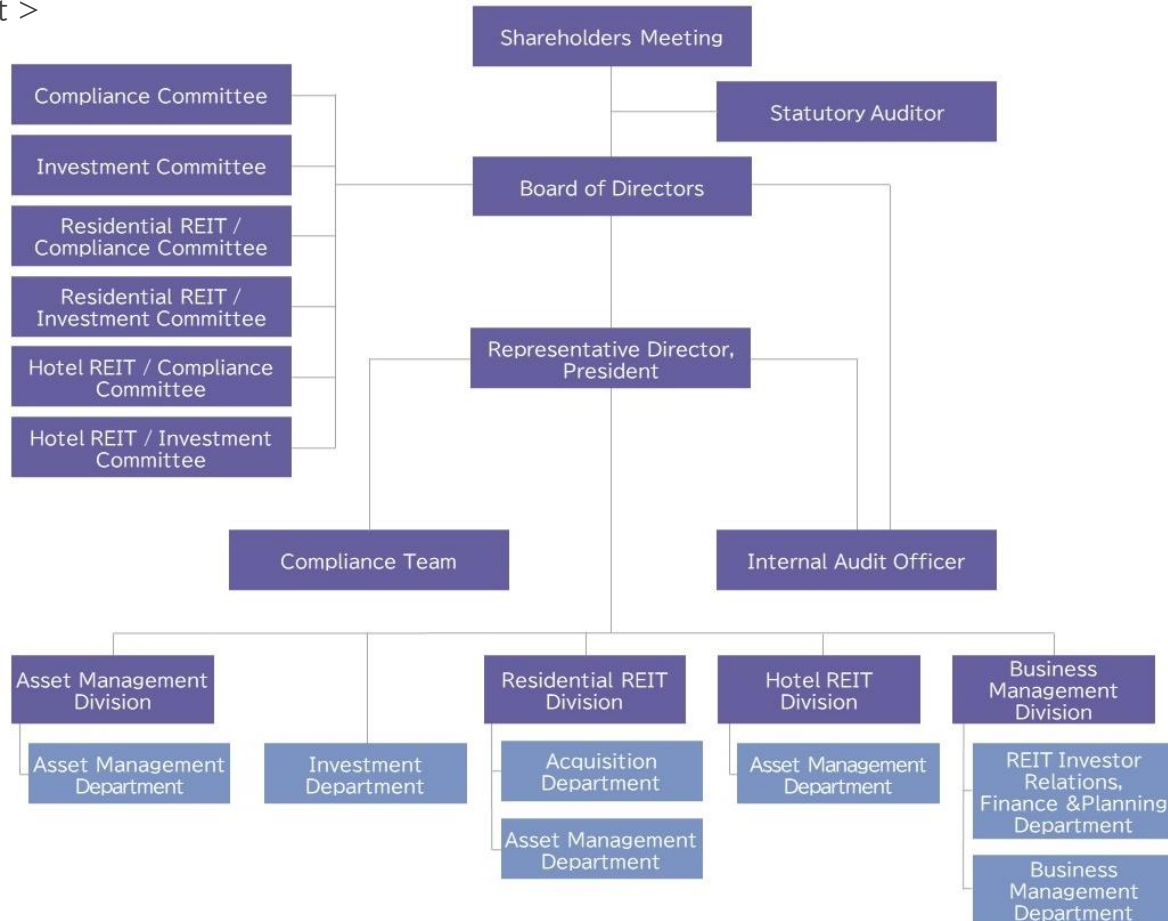 t >
Shareholders Meeting
Compliance Committee
Statutory Auditor
Investment Committee
Board of Directors
Residential REIT /
Compliance Committee
Residential REIT /
Investment Committee
Representative Director,
President
Hotel REIT / Compliance
Committee
Hotel REIT / Investment
Committee
Compliance Team
Internal Audit Officer
Asset Management
Division
Residential REIT
Division
Hotel REIT
Division
Business
Management
Division
Asset Management
Department
Investment
Department
Acquisition
Department
Asset Management
Department
Asset Management
Department
REIT Investor
Relations,
Finance &Planning
Department
Business
Management
Department